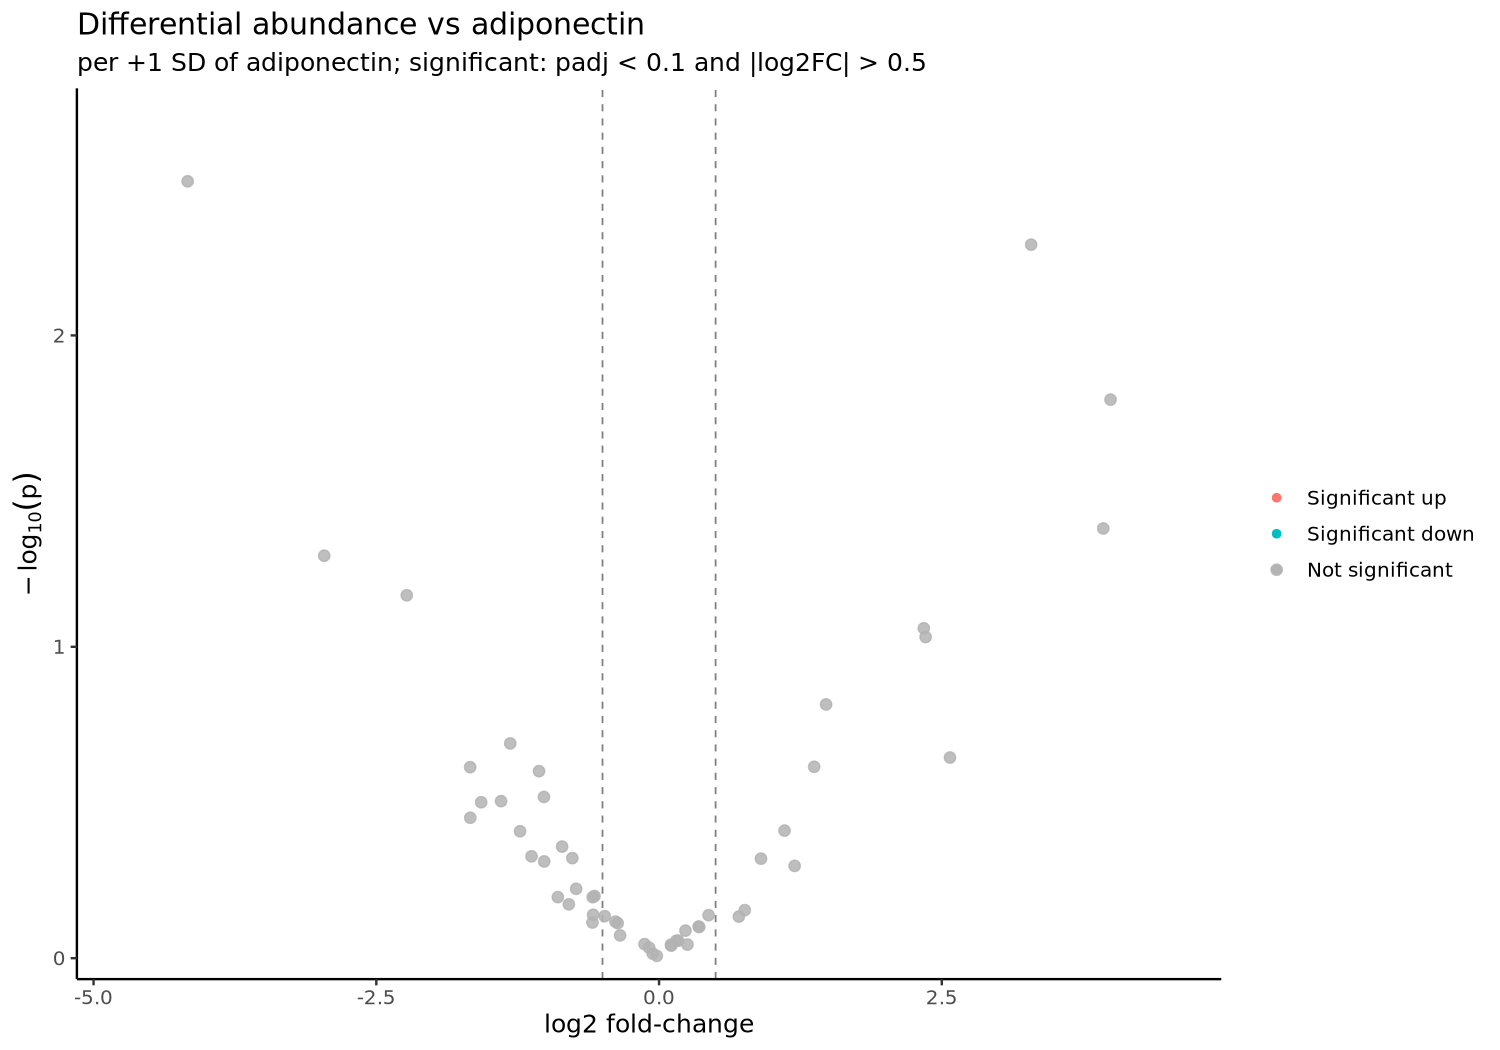 Differential abundance vs adiponectin
per +1 SD of adiponectin; significant: padj < 0.1 and |log2FC| > 0.5
2
1
0
−log10(p)
-5.0
-2.5
0.0
2.5
log2 fold-change
Significant up
Significant down
Not significant